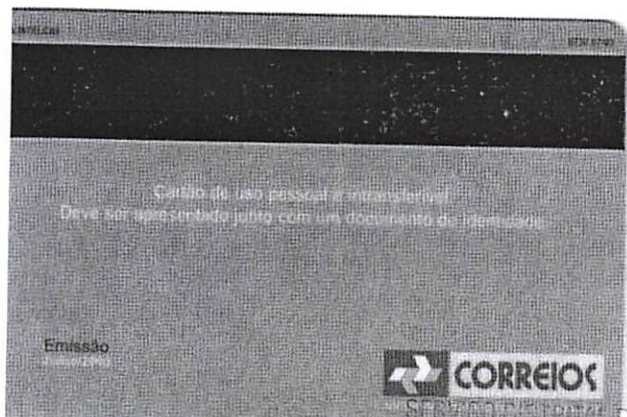 Cartão de uso pessoal e intransferível
Deve ser apresentado junto com um documento de identidade
Emissão
CORREIOS